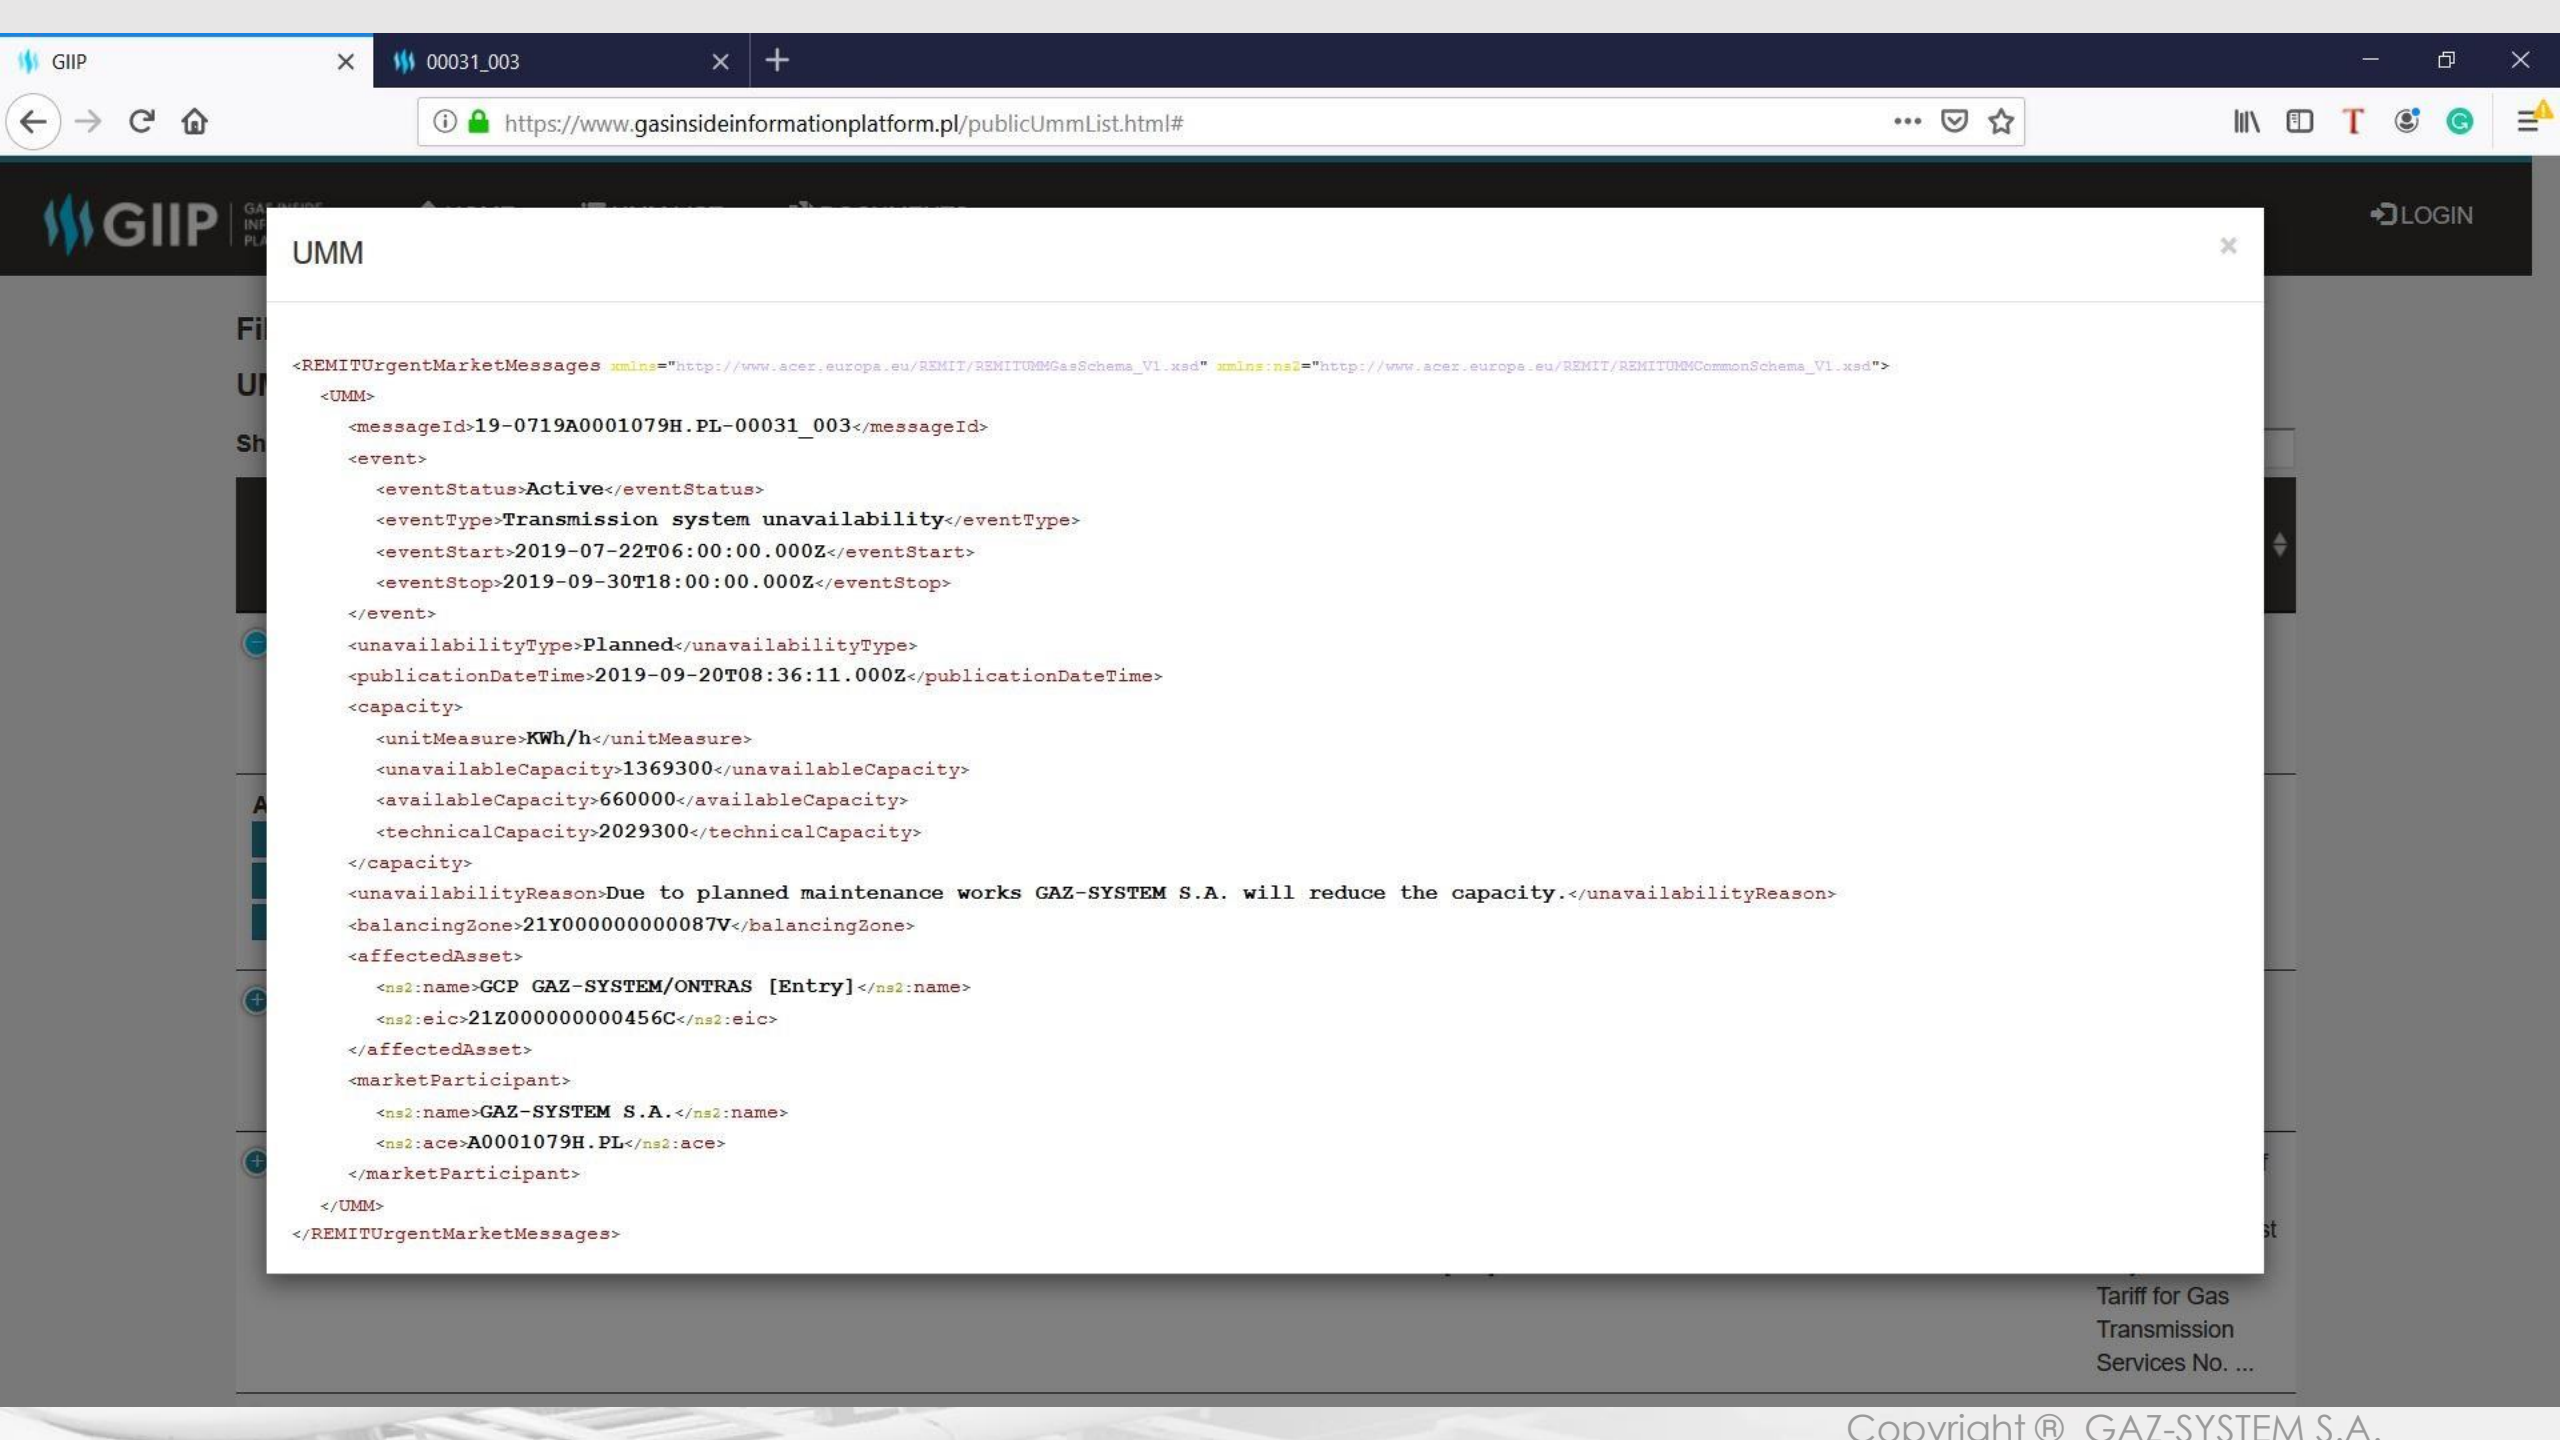 GIIP
00031_003
https://www.gasinsideinformationplatform.pl/publicUmmList.html#
GIIP
LOGIN
UMM
<REMITUrgentMarketMessages xmlns="http://www.acer.europa.eu/REMIT/REMITUMMGasSchema_V1.xsd" xmlns:ns2="http://www.acer.europa.eu/REMIT/REMITUMMCommonSchema_V1.xsd">
<UMM>
<messageId>19-0719A0001079H.PL-00031_003</messageId>
<event>
<eventStatus>Active</eventStatus>
<eventType>Transmission system unavailability</eventType>
<eventStart>2019-07-22T06:00:00.000Z</eventStart>
<eventStop>2019-09-30T18:00:00.000Z</eventStop>
</event>
<unavailabilityType>Planned</unavailabilityType>
<publicationDateTime>2019-09-20T08:36:11.000Z</publicationDateTime>
<capacity>
<unitMeasure>KWh/h</unitMeasure>
<unavailableCapacity>1369300</unavailableCapacity>
<availableCapacity>660000</availableCapacity>
<technicalCapacity>2029300</technicalCapacity>
</capacity>
<unavailabilityReason>Due to planned maintenance works GAZ-SYSTEM S.A. will reduce the capacity.</unavailabilityReason>
<balancingZone>21Y000000000087V</balancingZone>
<affectedAsset>
<ns2:name>GCP GAZ-SYSTEM/ONTRAS [Entry]</ns2:name>
<ns2:eic>21Z000000000456C</ns2:eic>
</affectedAsset>
<marketParticipant>
<ns2:name>GAZ-SYSTEM S.A.</ns2:name>
<ns2:ace>A0001079H.PL</ns2:ace>
</marketParticipant>
</UMM>
</REMITUrgentMarketMessages>
Tariff for Gas
Transmission
Services No. ...
Copyright ® GAZ-SYSTEM S.A.